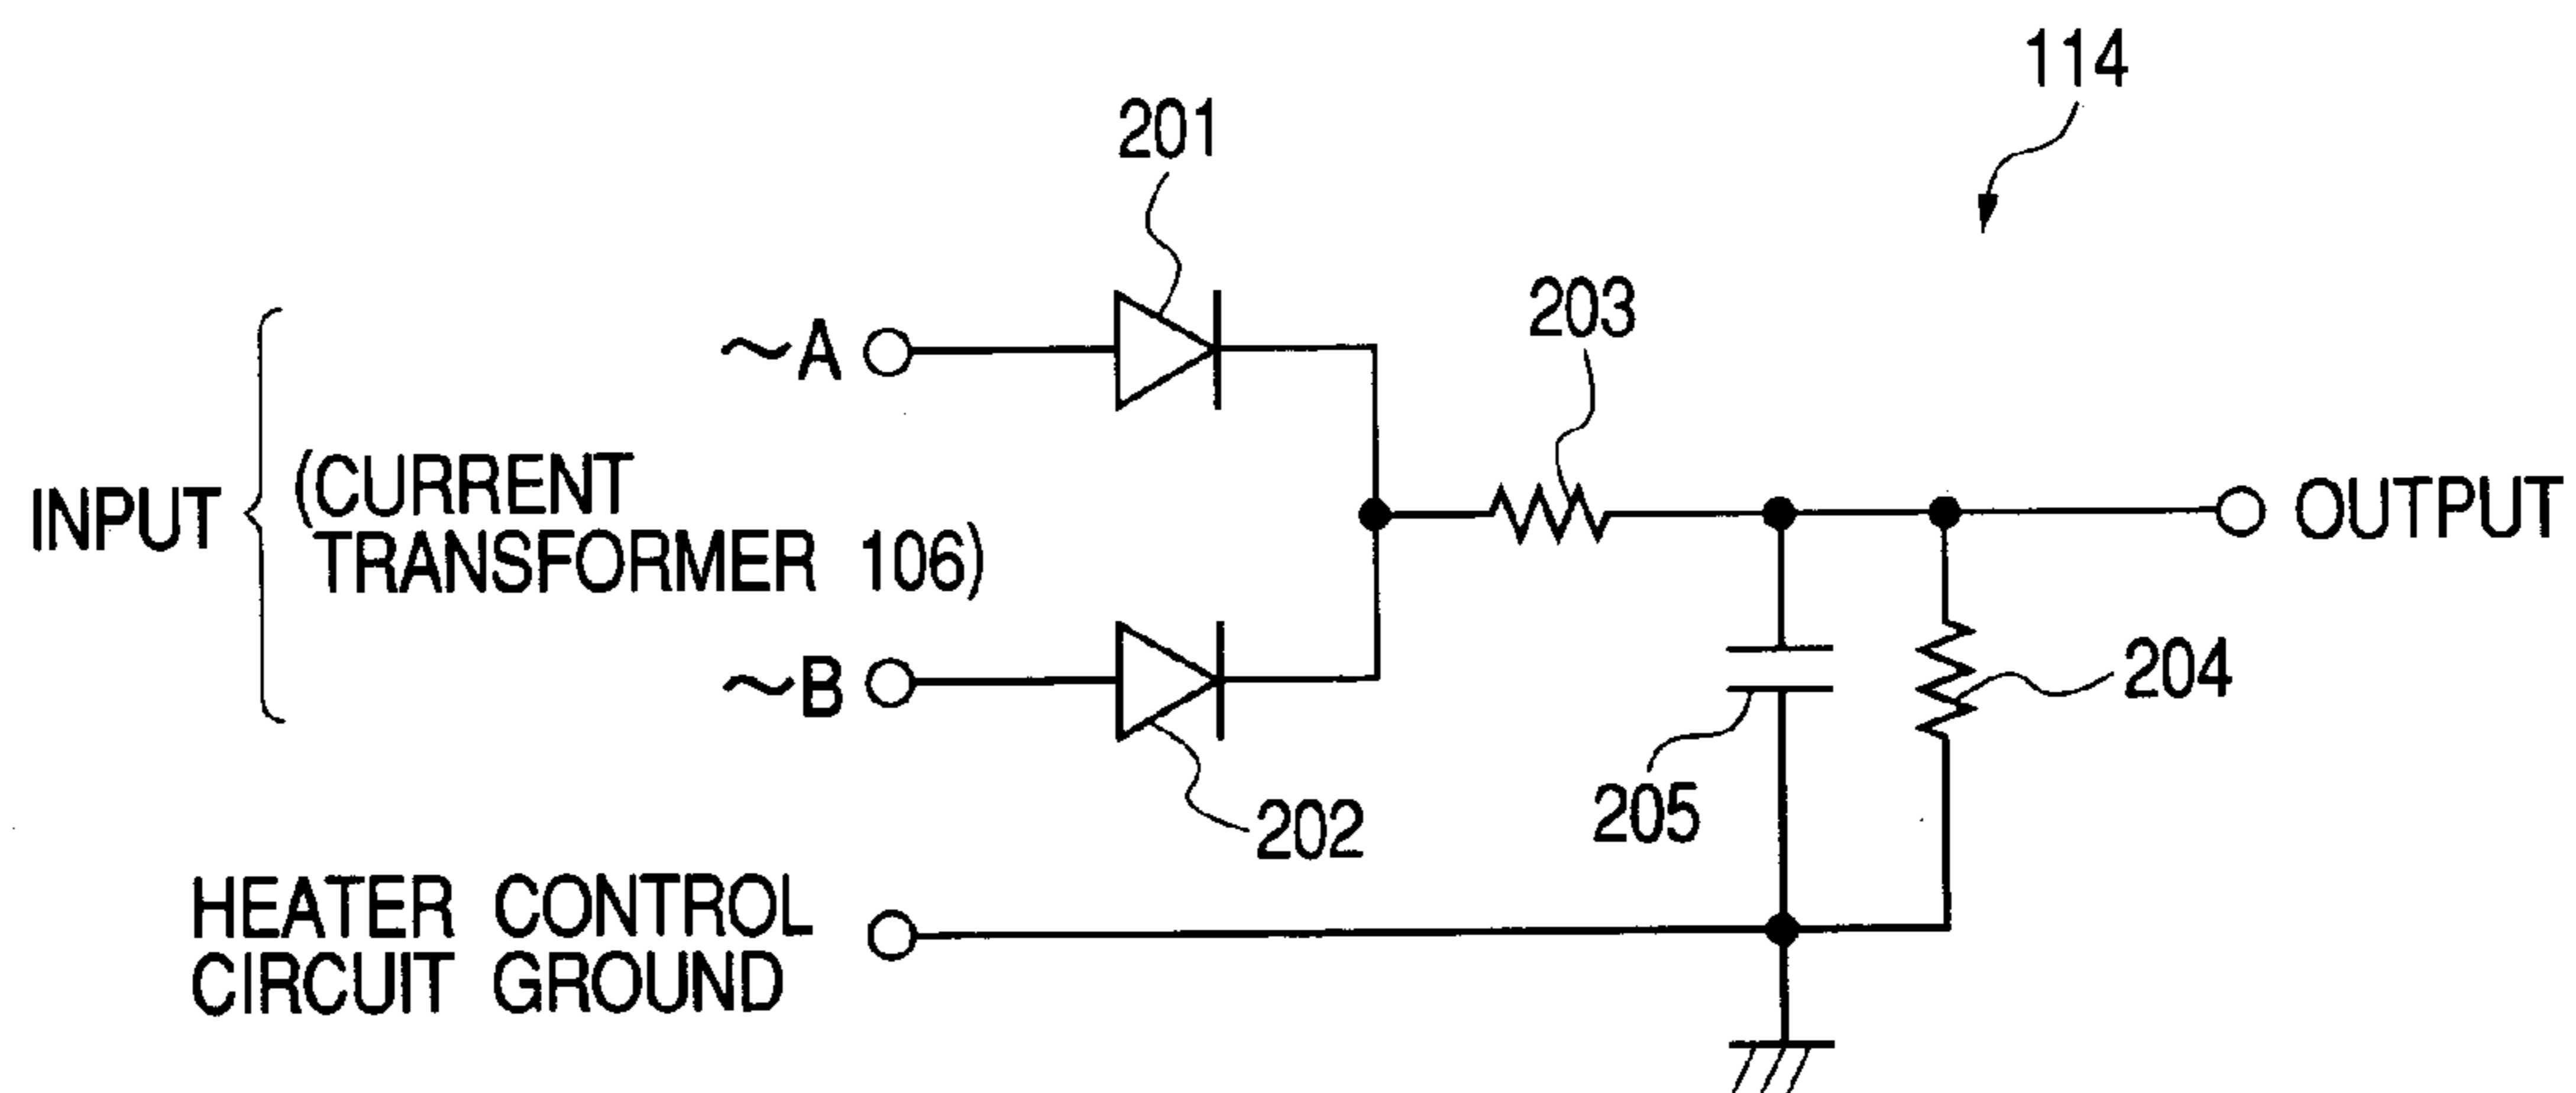 114
201
203
~A
INPUT
(CURRENT
TRANSFORMER 106)
OUTPUT
~B
204
205
202
HEATER CONTROL
CIRCUIT GROUND